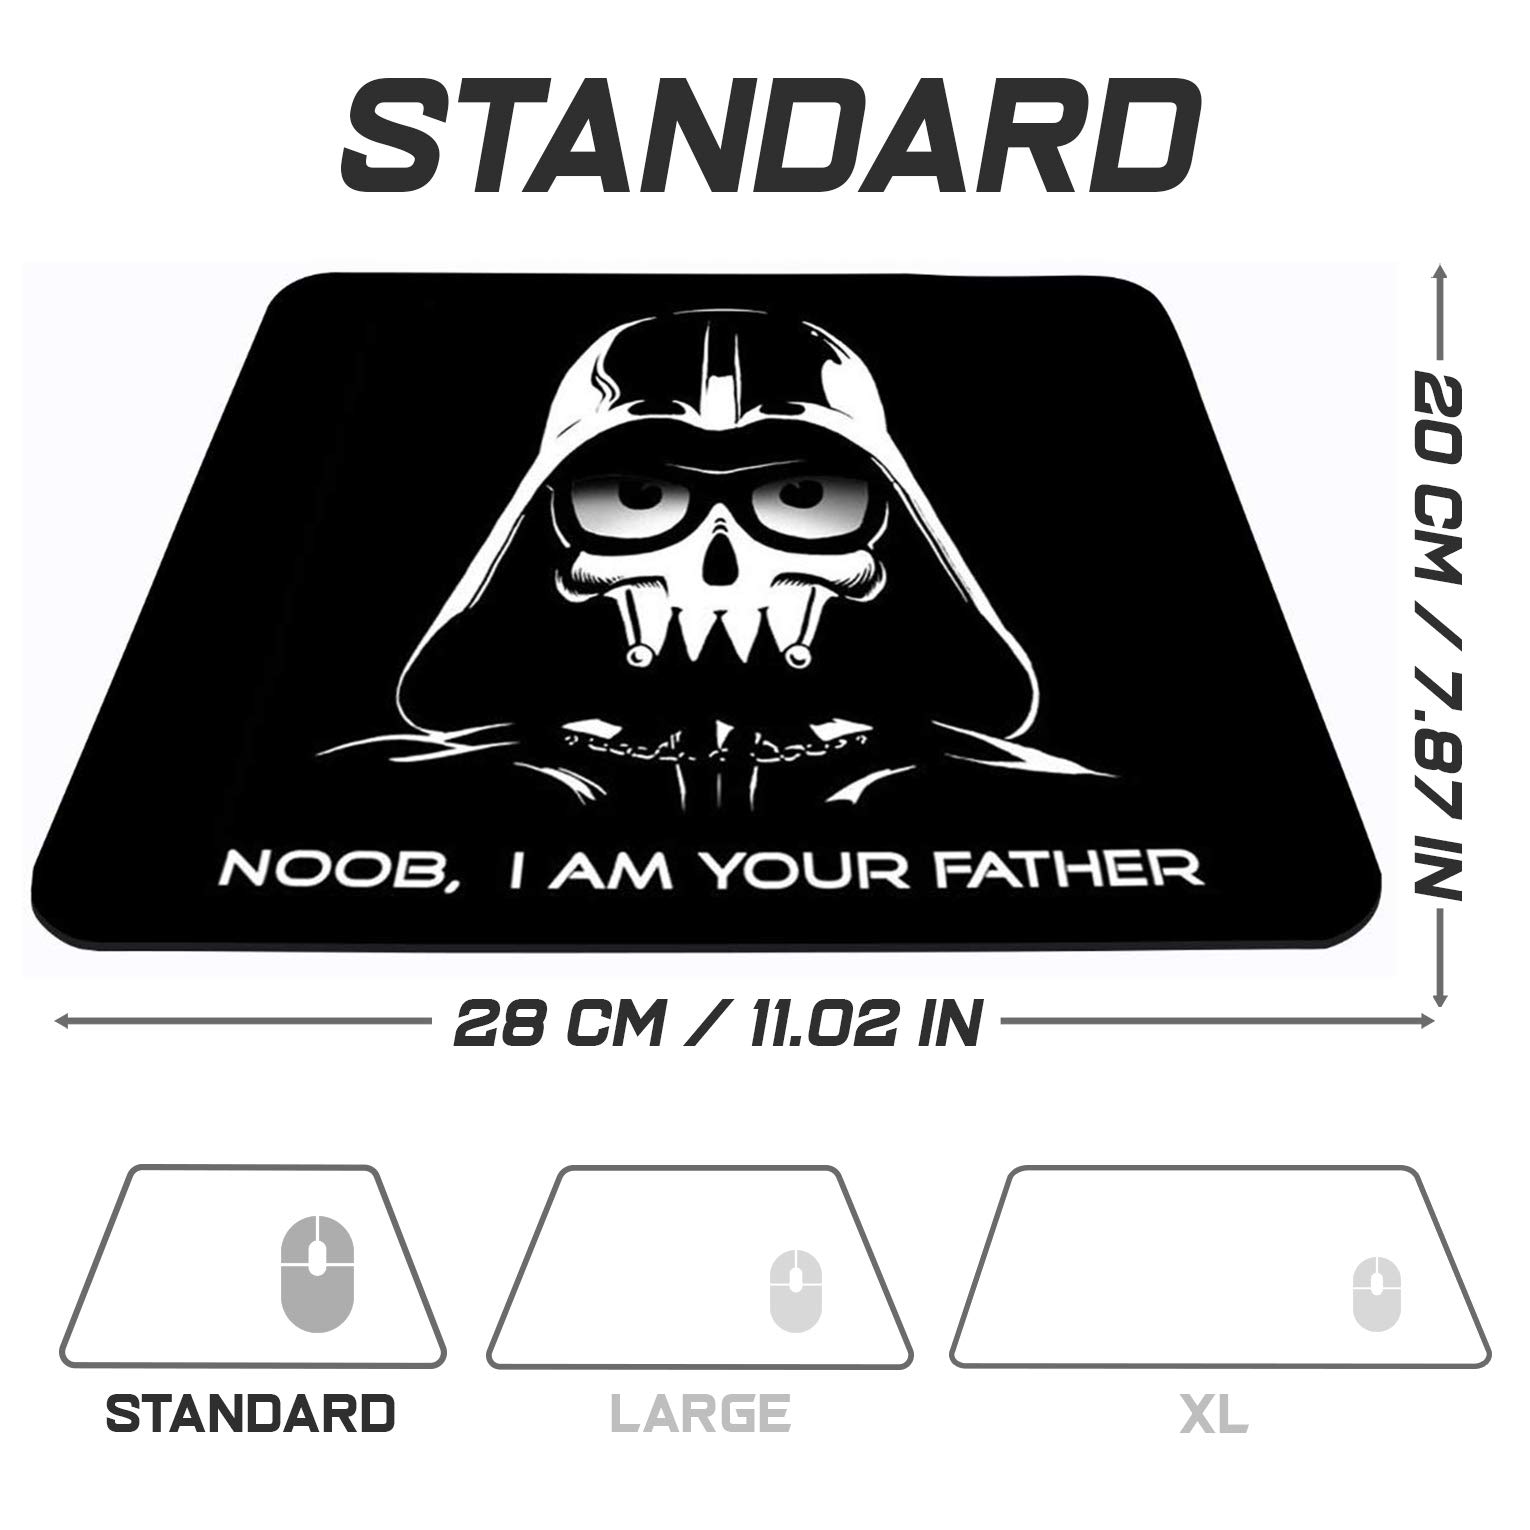 STANDARD
20 CM / 7.87 IN
NOOB, I AM YOUR FATHER
28 CM / 11.02 IN
STANDARD
LARGE
XL